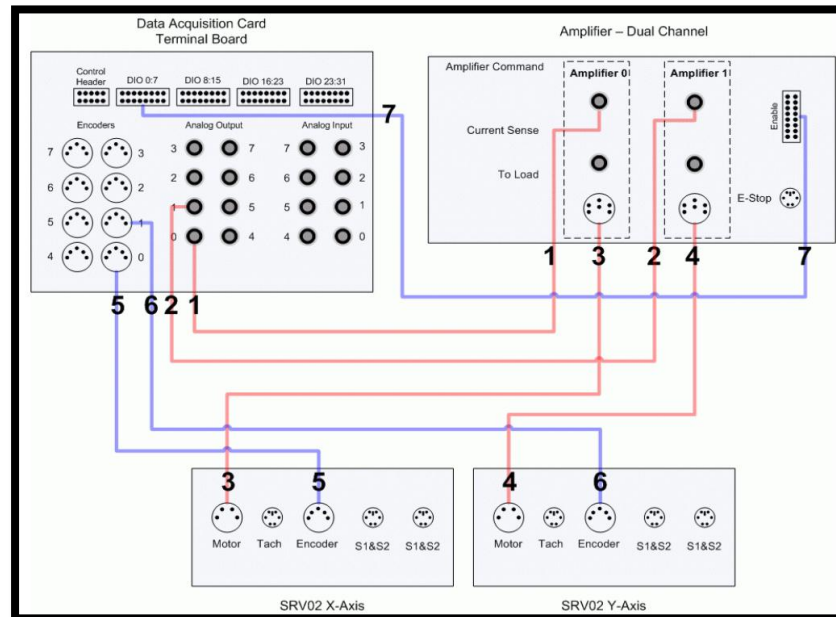 Data Acquisition Card
Terminal Board
Amplifier – Dual Channel
Control
Header
DIO 0:7
DIO 8:15
DIO 16:23
DIO 23:31
Encoders
Analog Output
Analog Input
7 3 3 7 7 3
6 2 2 6 6 2
5 1 1 5 5 1
4 0 0 4 4 0
7
Amplifier Command
Amplifier 0
Amplifier 1
Current Sense
To Load
Enable
E-Stop
5 6 2 1
1 3 2 4 7
3 5
Motor Tach Encoder S1&S2 S1&S2
SRV02 X-Axis
4 6
Motor Tach Encoder S1&S2 S1&S2
SRV02 Y-Axis